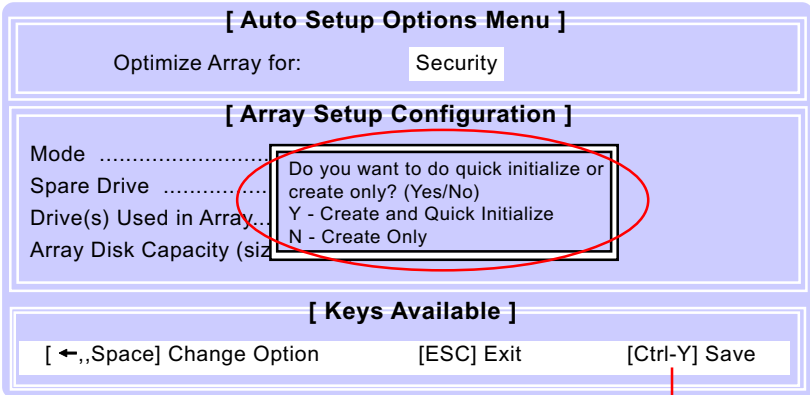 [ Auto Setup Options Menu ]
Optimize Array for: Security
[ Array Setup Configuration ]
Mode ..........................
Spare Drive ................
Drive(s) Used in Array...
Array Disk Capacity (siz
Do you want to do quick initialize or
create only? (Yes/No)
Y - Create and Quick Initialize
N - Create Only
[ Keys Available ]
[ ←,,Space] Change Option [ESC] Exit [Ctrl-Y] Save